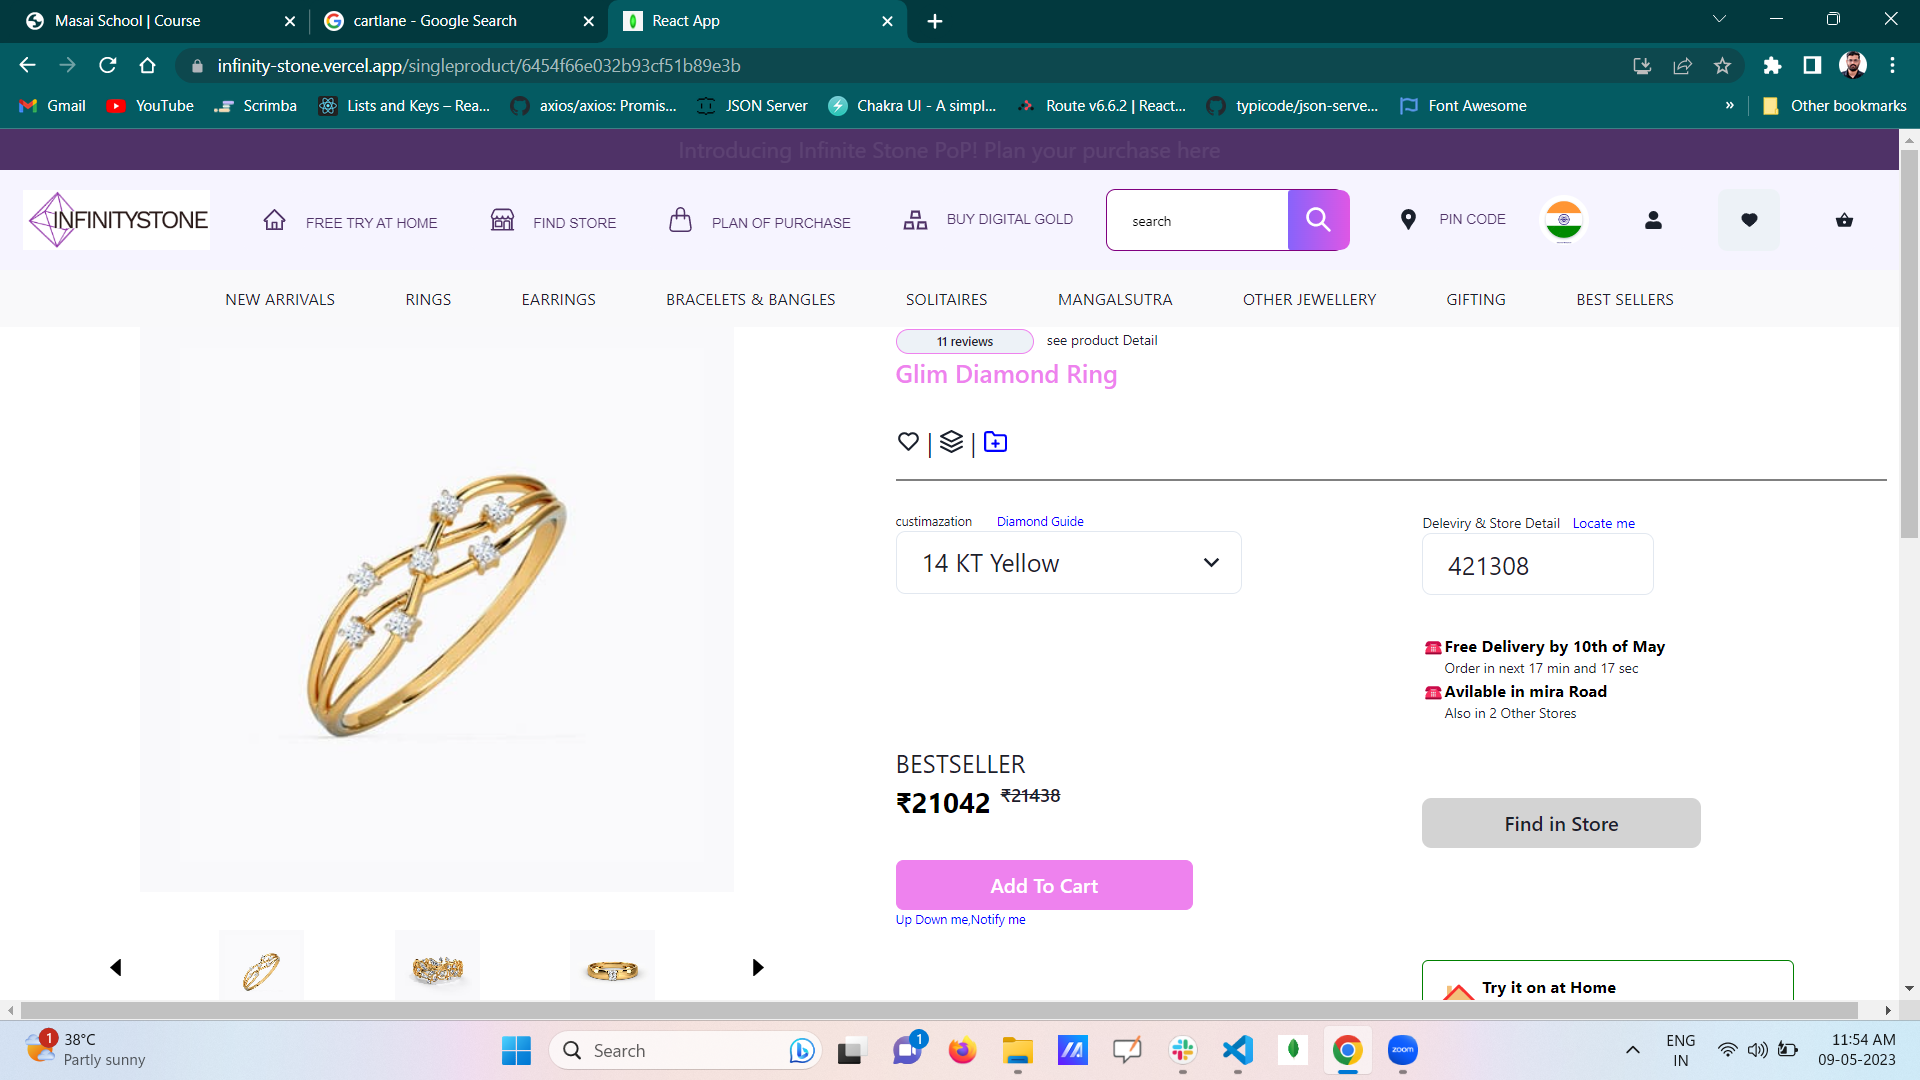 Masai School | Course
cartlane - Google Search
React App
infinity-stone.vercel.app/singleproduct/6454f66e032b93cf51b89e3b
Gmail
YouTube
Scrimba
Lists and Keys – Rea...
axios/axios: Promis...
JSON Server
Chakra UI - A simpl...
Route v6.6.2 | React...
typicode/json-serve...
Font Awesome
»
Other bookmarks
Introducing Infinite Stone PoP! Plan your purchase here
INFINITYSTONE
FREE TRY AT HOME
FIND STORE
PLAN OF PURCHASE
BUY DIGITAL GOLD
search
PIN CODE
NEW ARRIVALS
RINGS
EARRINGS
BRACELETS & BANGLES
SOLITAIRES
MANGALSUTRA
OTHER JEWELLERY
GIFTING
BEST SELLERS
11 reviews
see product Detail
Glim Diamond Ring
| |
custimazation
Diamond Guide
14 KT Yellow
Deleviry & Store Detail
Locate me
421308
Free Delivery by 10th of May
Order in next 17 min and 17 sec
Avilable in mira Road
Also in 2 Other Stores
BESTSELLER
₹21042 ₹21438
Find in Store
Add To Cart
Up Down me,Notify me
Try it on at Home
1
38°C
Partly sunny
Search
1
zoom
ENG
IN
11:54 AM
09-05-2023